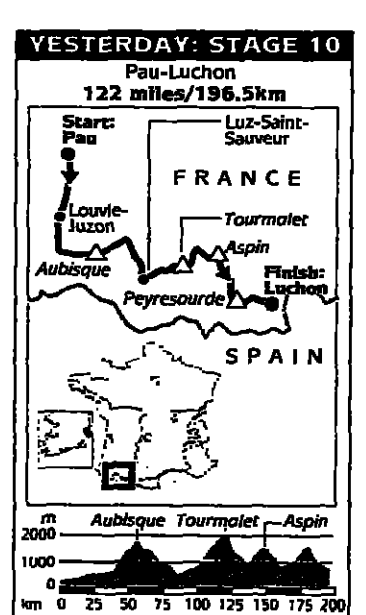 YESTERDAY: STAGE 10
Pau-Luchon
122 miles/196.5km
Start:
Pau
Luz-Saint-
Sauveur
FRANCE
Louvie-
Juzon
Tourmalet
Aspin
Aubisque
Finish:
Luchon
Peyresourde
SPAIN
m
Aubisque Tourmalet Aspin
2000
1000
0
km 0 25 50 75 100 125 150 175 200